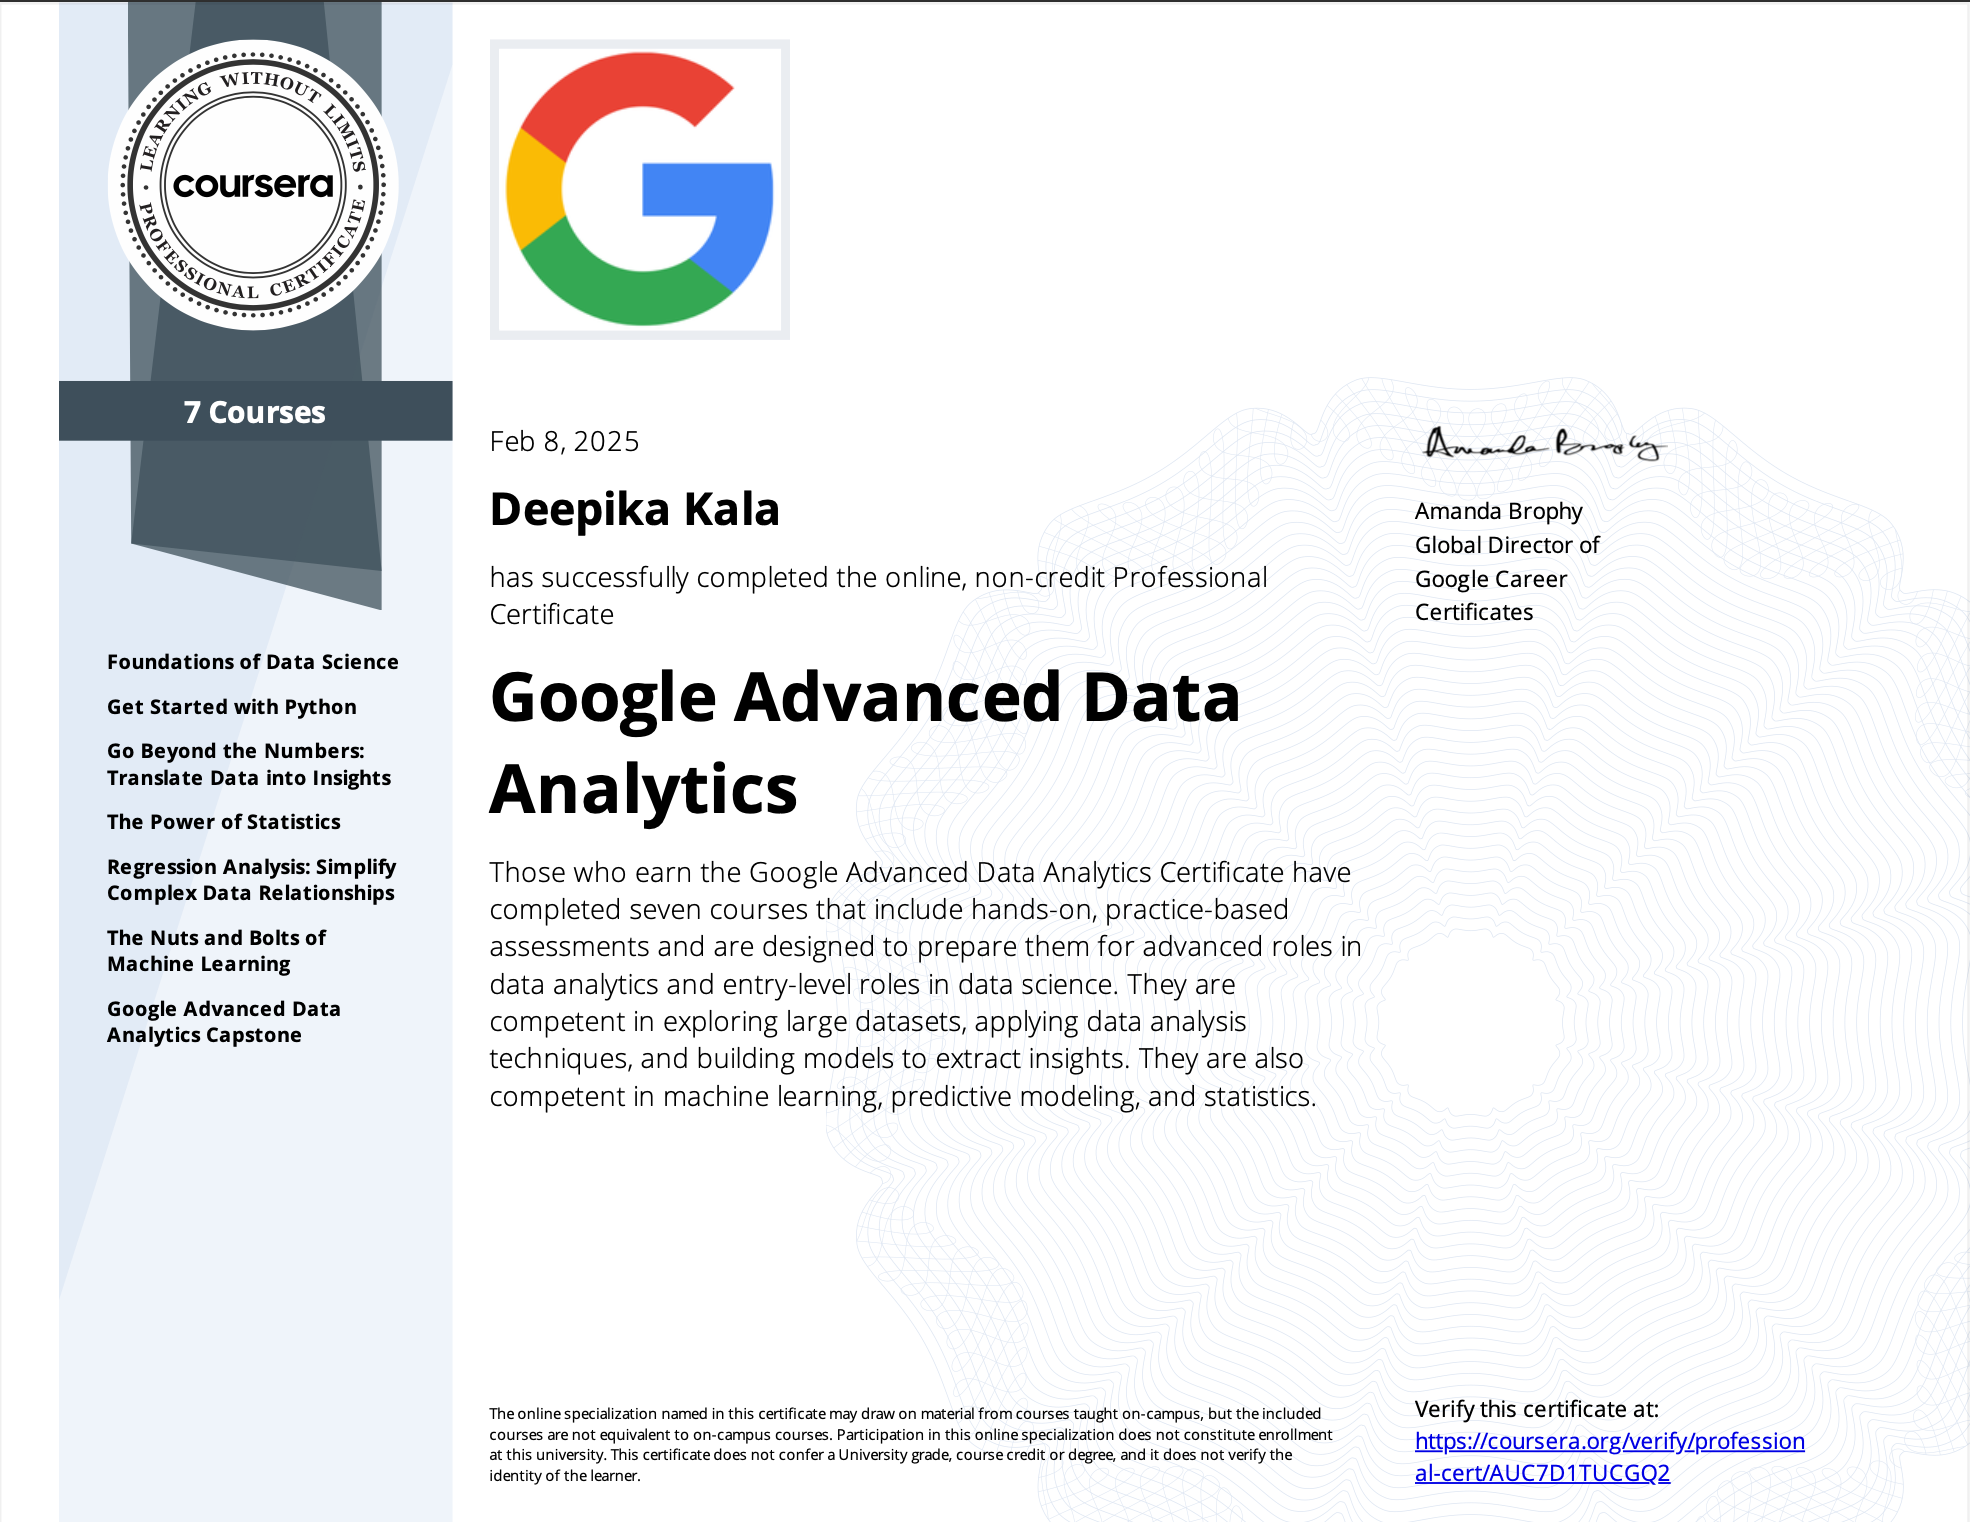 LEARNING WITHOUT LIMITS
coursera
PROFESSIONAL CERTIFICATE
7 Courses
Foundations of Data Science
Get Started with Python
Go Beyond the Numbers:
Translate Data into Insights
The Power of Statistics
Regression Analysis: Simplify
Complex Data Relationships
The Nuts and Bolts of
Machine Learning
Google Advanced Data
Analytics Capstone
Feb 8, 2025
Deepika Kala
has successfully completed the online, non-credit Professional
Certificate
Google Advanced Data
Analytics
Those who earn the Google Advanced Data Analytics Certificate have
completed seven courses that include hands-on, practice-based
assessments and are designed to prepare them for advanced roles in
data analytics and entry-level roles in data science. They are
competent in exploring large datasets, applying data analysis
techniques, and building models to extract insights. They are also
competent in machine learning, predictive modeling, and statistics.
Amanda Brophy
Amanda Brophy
Global Director of
Google Career
Certificates
The online specialization named in this certificate may draw on material from courses taught on-campus, but the included
courses are not equivalent to on-campus courses. Participation in this online specialization does not constitute enrollment
at this university. This certificate does not confer a University grade, course credit or degree, and it does not verify the
identity of the learner.
Verify this certificate at:
https://coursera.org/verify/profession
al-cert/AUC7D1TUCGQ2